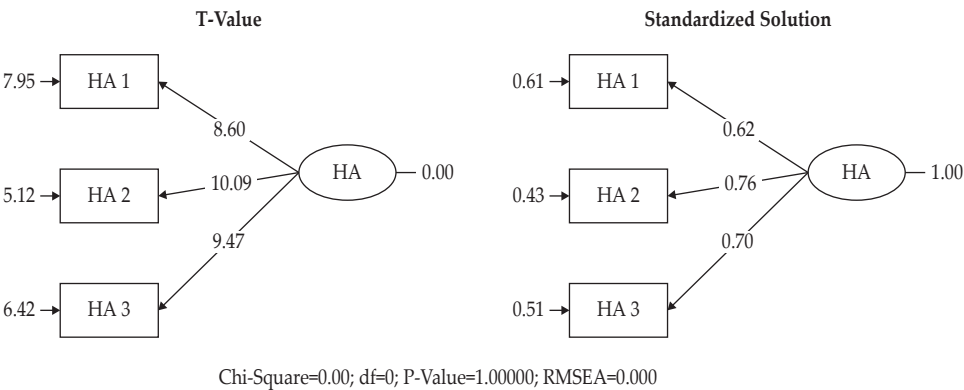 T-Value
7.95
HA 1
8.60
5.12
HA 2
10.09
HA
0.00
9.47
6.42
HA 3
Standardized Solution
0.61
HA 1
0.62
0.43
HA 2
0.76
HA
1.00
0.70
0.51
HA 3
Chi-Square=0.00; df=0; P-Value=1.00000; RMSEA=0.000